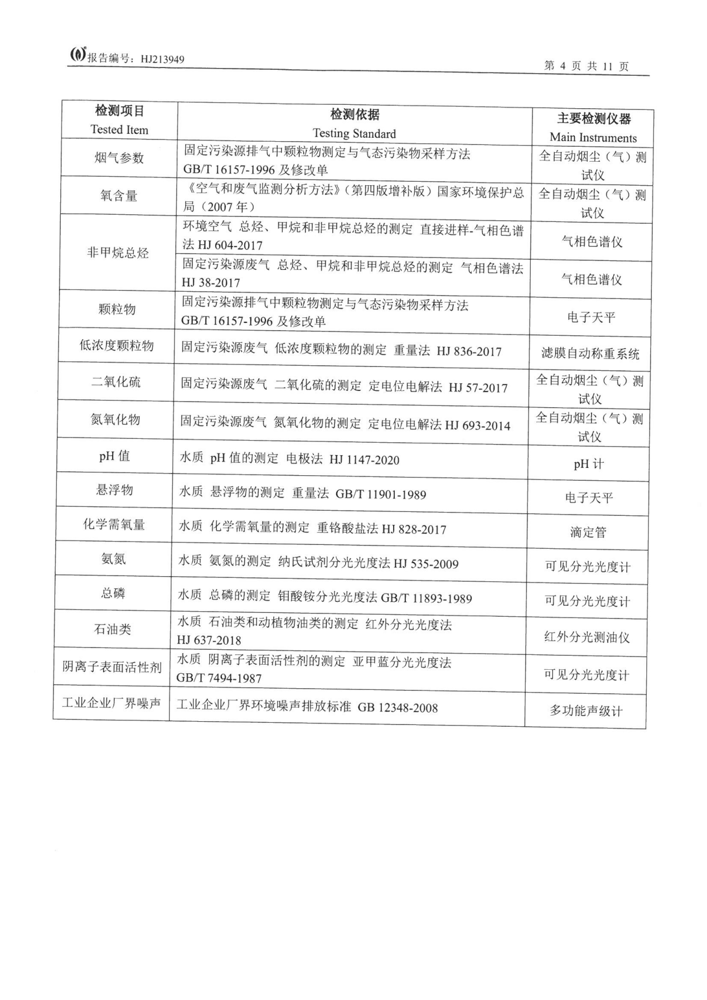 报告编号：HJ213949
第 4 页 共 11 页
检测项目
Tested Item
检测依据
Testing Standard
主要检测仪器
Main Instruments
烟气参数
固定污染源排气中颗粒物测定与气态污染物采样方法
GB/T 16157-1996 及修改单
全自动烟尘（气）测
试仪
氧含量
《空气和废气监测分析方法》（第四版增补版）国家环境保护总
局（2007 年）
全自动烟尘（气）测
试仪
非甲烷总烃
环境空气 总烃、甲烷和非甲烷总烃的测定 直接进样-气相色谱
法 HJ 604-2017
气相色谱仪
固定污染源废气 总烃、甲烷和非甲烷总烃的测定 气相色谱法
HJ 38-2017
气相色谱仪
颗粒物
固定污染源排气中颗粒物测定与气态污染物采样方法
GB/T 16157-1996 及修改单
电子天平
低浓度颗粒物
固定污染源废气 低浓度颗粒物的测定 重量法 HJ 836-2017
滤膜自动称重系统
二氧化硫
固定污染源废气 二氧化硫的测定 定电位电解法 HJ 57-2017
全自动烟尘（气）测
试仪
氮氧化物
固定污染源废气 氮氧化物的测定 定电位电解法 HJ 693-2014
全自动烟尘（气）测
试仪
pH 值
水质 pH 值的测定 电极法 HJ 1147-2020
pH 计
悬浮物
水质 悬浮物的测定 重量法 GB/T 11901-1989
电子天平
化学需氧量
水质 化学需氧量的测定 重铬酸盐法 HJ 828-2017
滴定管
氨氮
水质 氨氮的测定 纳氏试剂分光光度法 HJ 535-2009
可见分光光度计
总磷
水质 总磷的测定 钼酸铵分光光度法 GB/T 11893-1989
可见分光光度计
石油类
水质 石油类和动植物油类的测定 红外分光光度法
HJ 637-2018
红外分光测油仪
阴离子表面活性剂
水质 阴离子表面活性剂的测定 亚甲蓝分光光度法
GB/T 7494-1987
可见分光光度计
工业企业厂界噪声
工业企业厂界环境噪声排放标准 GB 12348-2008
多功能声级计